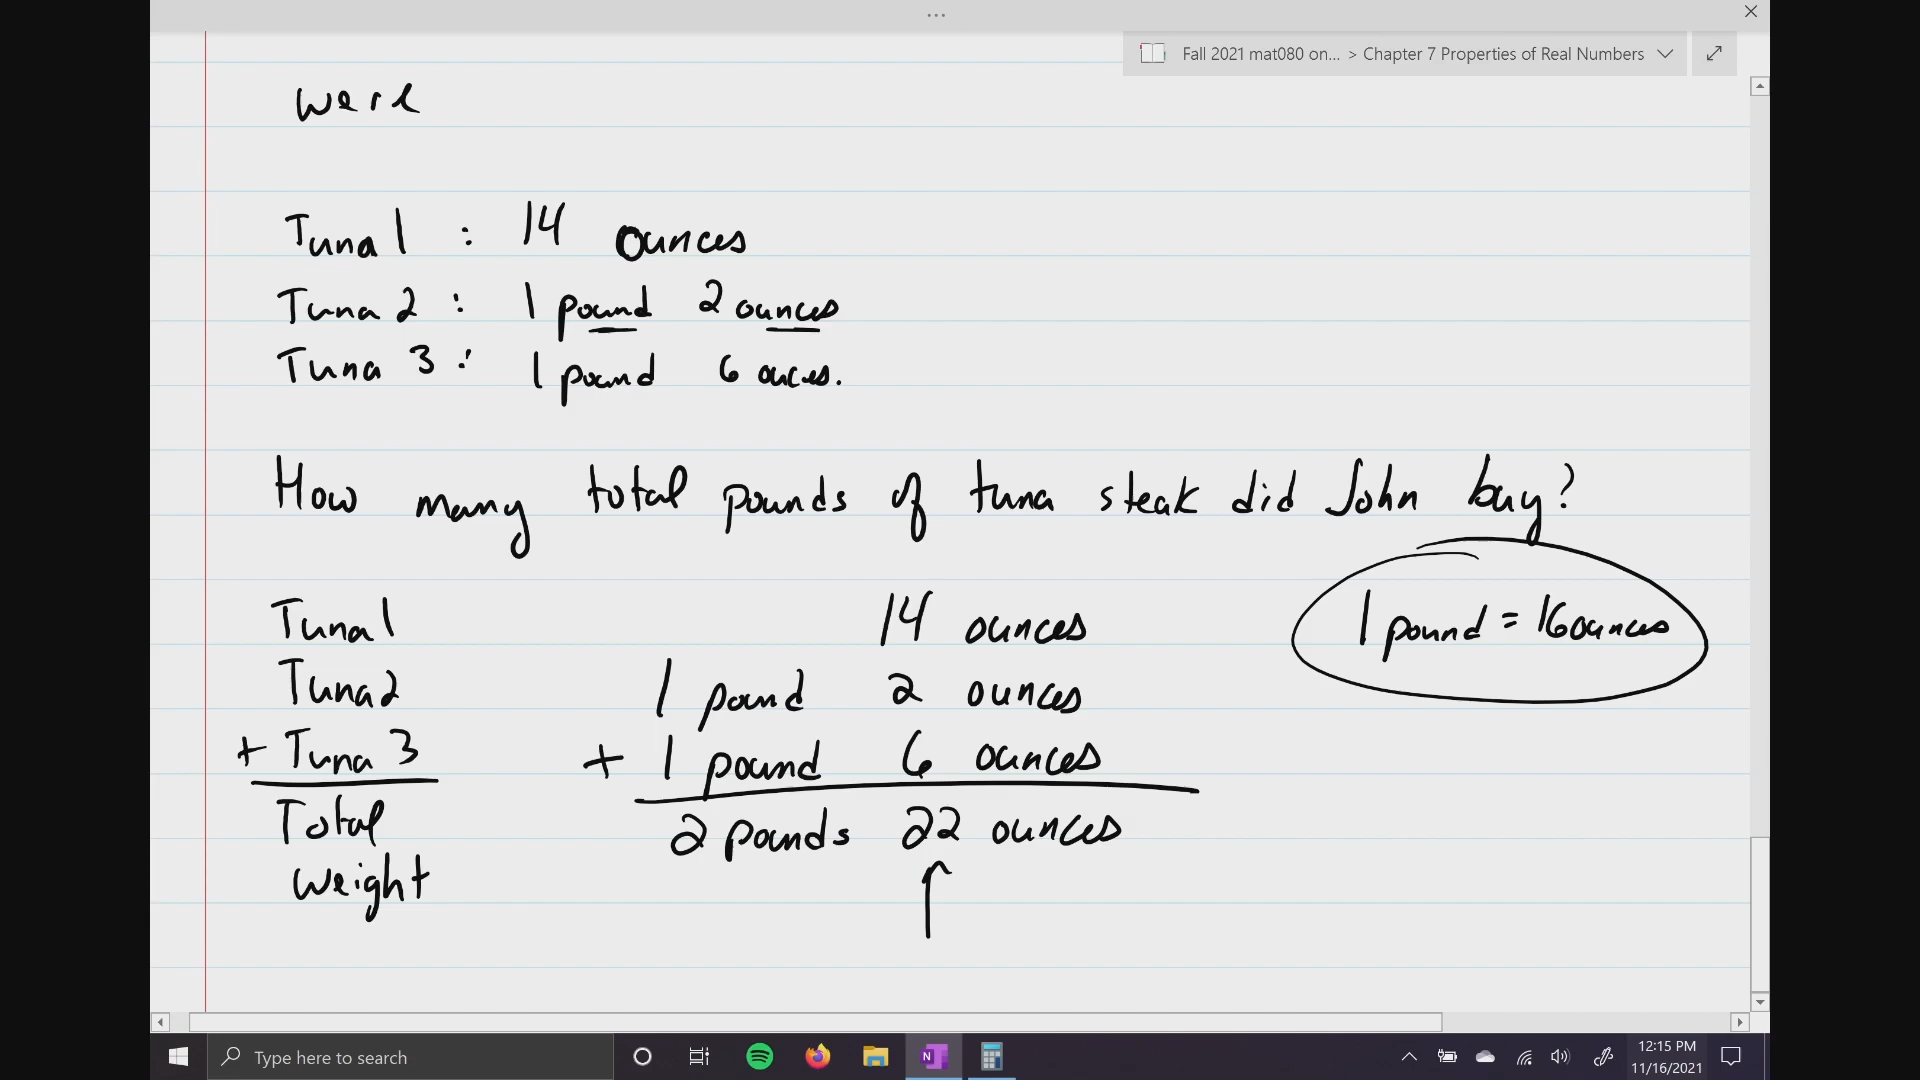 ...
Fall 2021 mat080 on... > Chapter 7 Properties of Real Numbers
were
Tuna 1 : 14 ounces
Tuna 2 : 1 pound 2 ounces
Tuna 3 : 1 pound 6 ounces.
How many total pounds of tuna steak did John buy?
Tuna 1 14 ounces
1 pound = 16 ounces
Tuna 2 1 pound 2 ounces
+ Tuna 3 + 1 pound 6 ounces
Total 2 pounds 22 ounces
weight
Type here to search
N
12:15 PM
11/16/2021